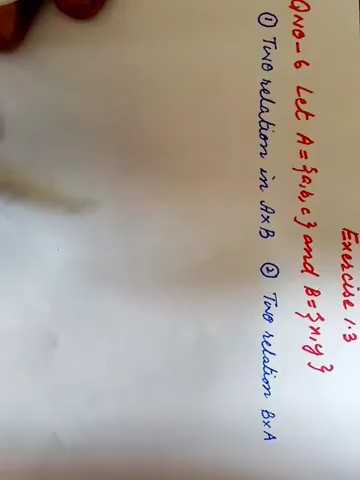 Exercise 1.3
Q NO-6 Let A = {a,b,c} and B = {x,y}
① Two relation in A×B ② Two relation B×A